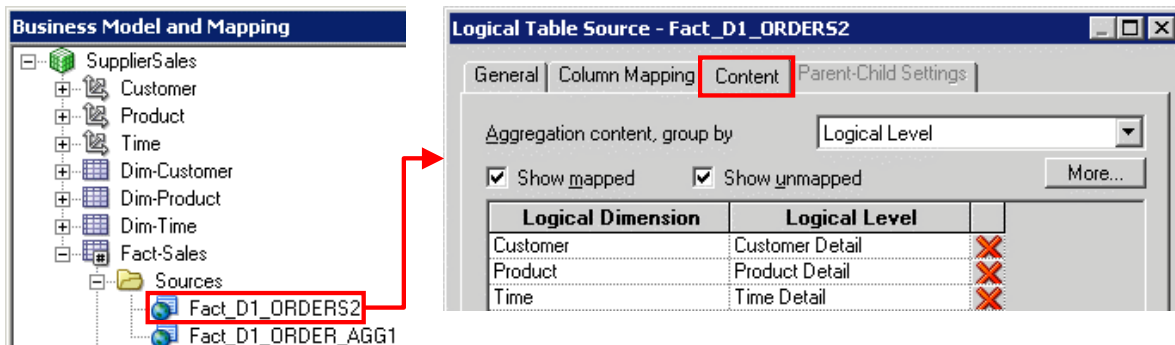 Business Model and Mapping
SupplierSales
Customer
Product
Time
Dim-Customer
Dim-Product
Dim-Time
Fact-Sales
Sources
Fact_D1_ORDERS2
Fact_D1_ORDER_AGG1
Logical Table Source - Fact_D1_ORDERS2
General Column Mapping Content Parent-Child Settings
Aggregation content, group by Logical Level
Show mapped Show unmapped More...
Logical Dimension Logical Level
Customer Customer Detail
Product Product Detail
Time Time Detail